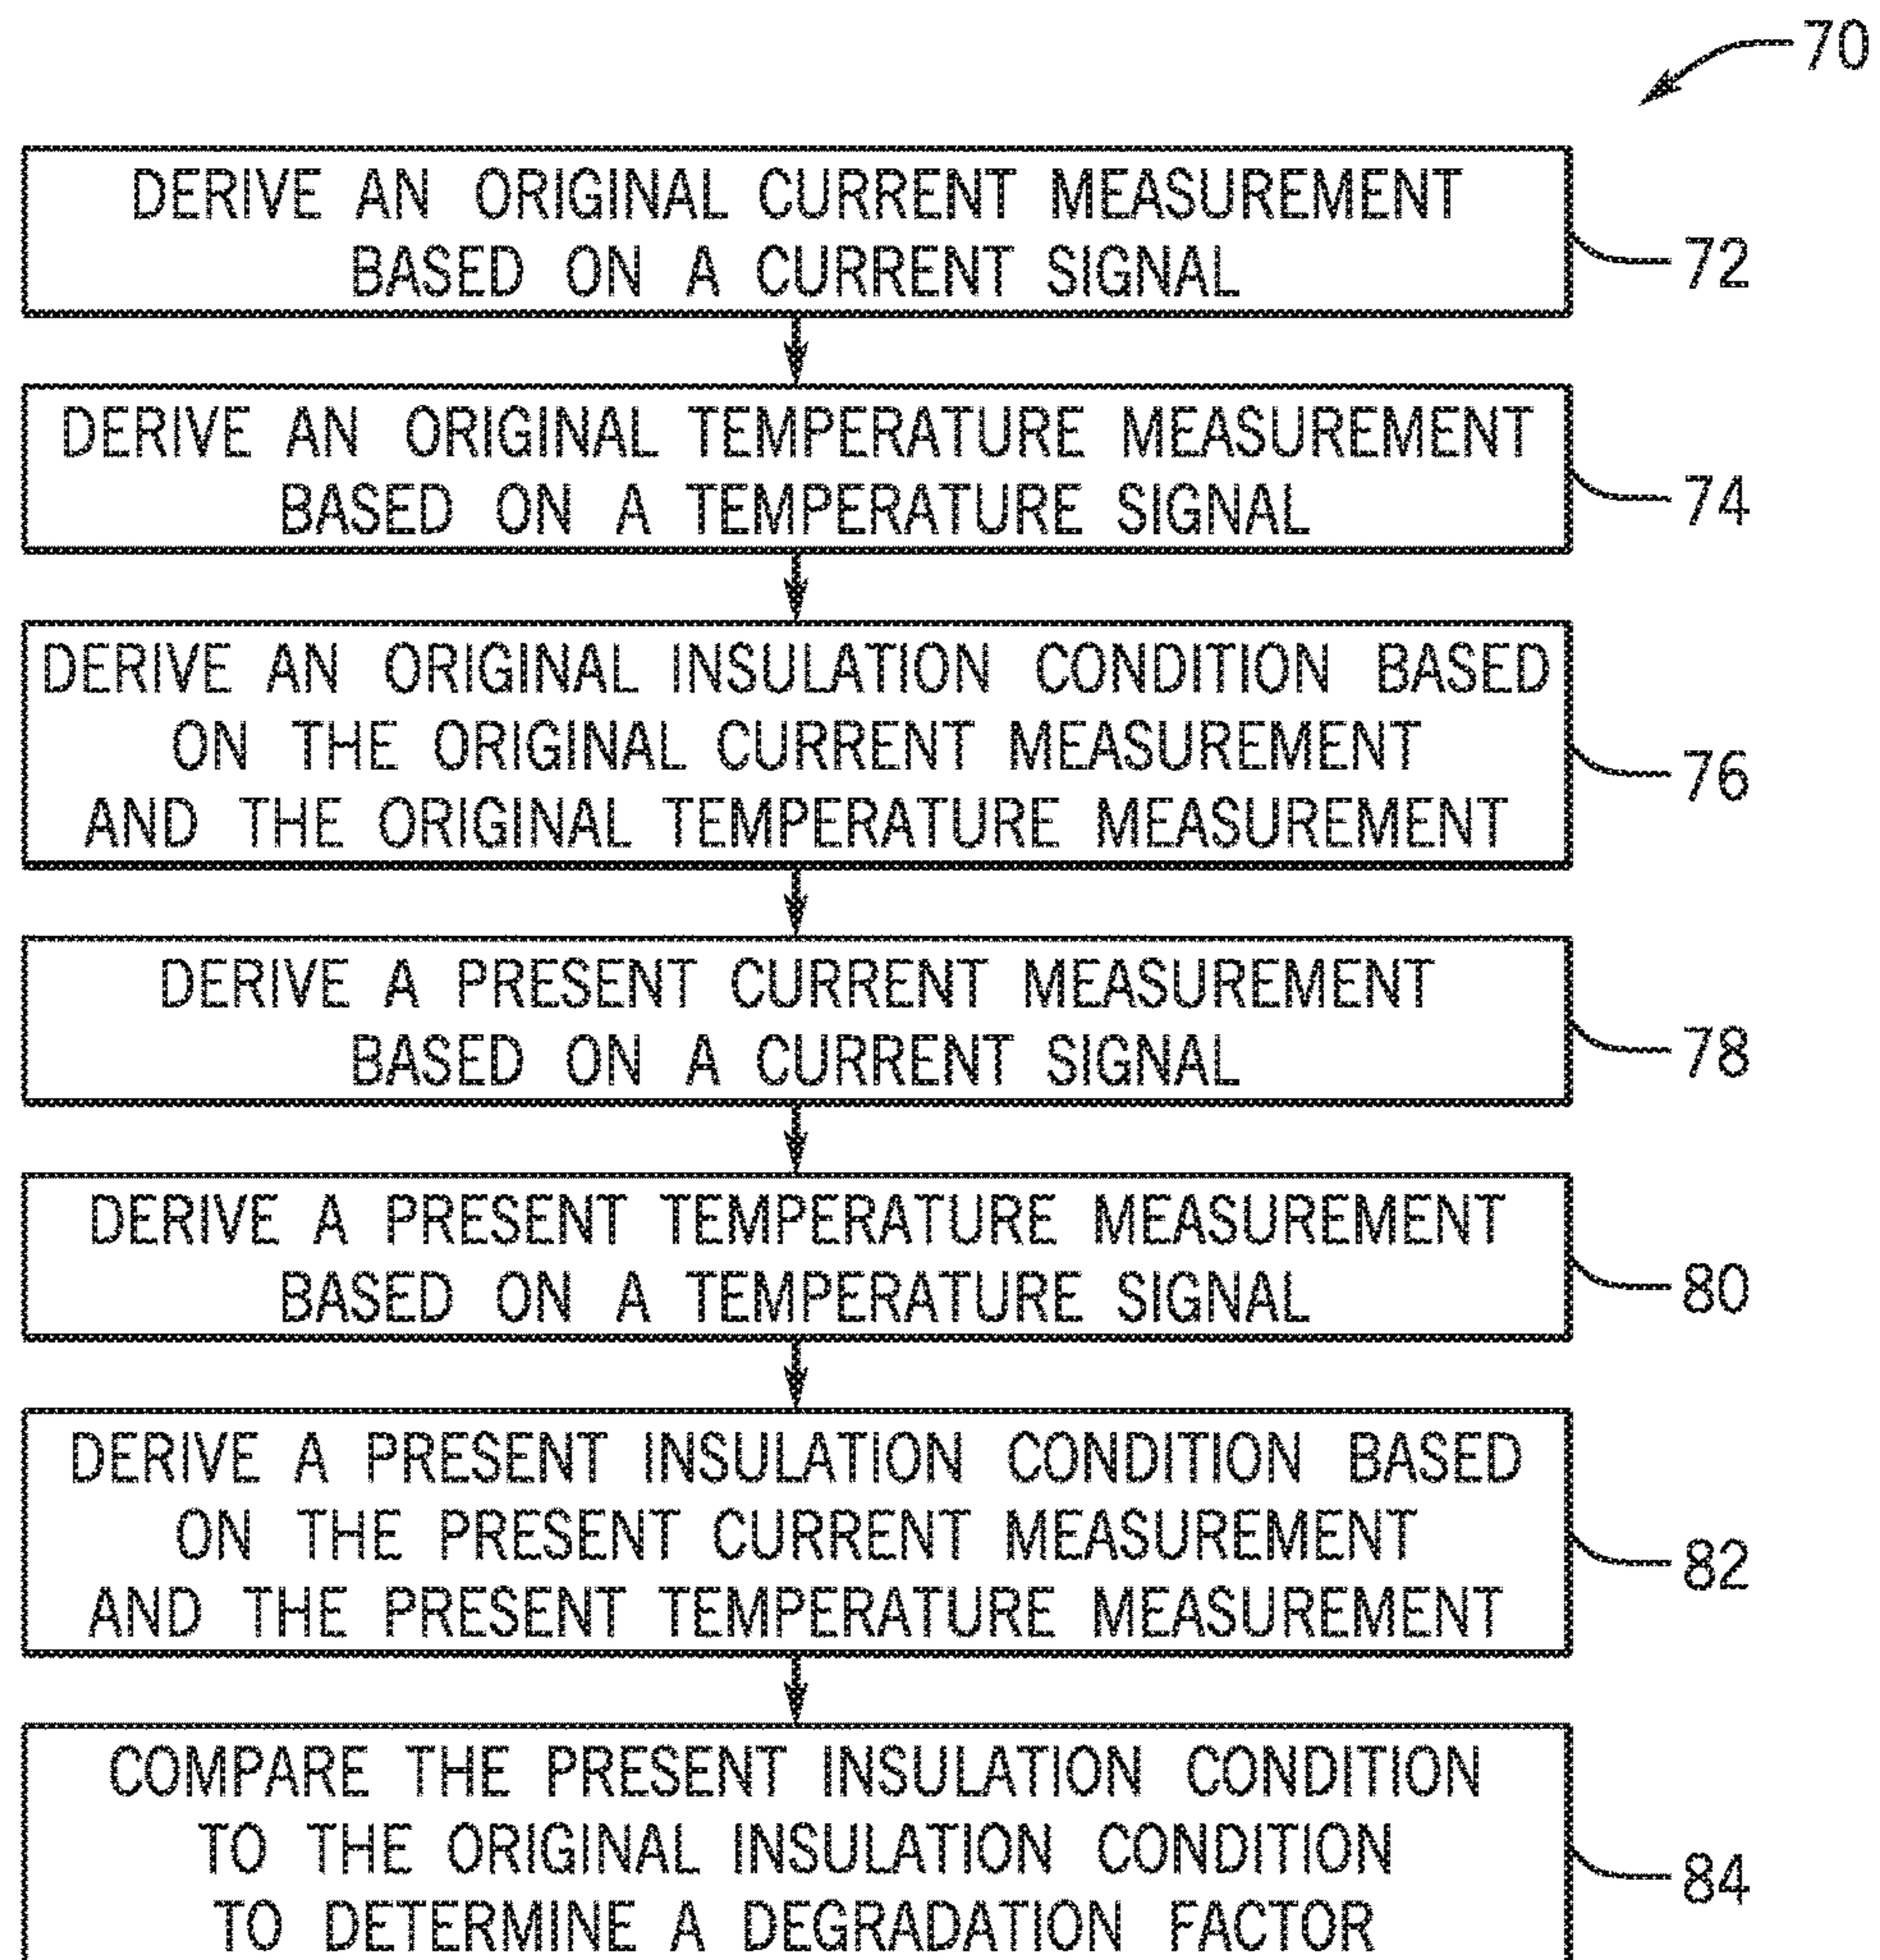 70
DERIVE AN ORIGINAL CURRENT MEASUREMENT
BASED ON A CURRENT SIGNAL
72
DERIVE AN ORIGINAL TEMPERATURE MEASUREMENT
BASED ON A TEMPERATURE SIGNAL
74
DERIVE AN ORIGINAL INSULATION CONDITION BASED
ON THE ORIGINAL CURRENT MEASUREMENT
AND THE ORIGINAL TEMPERATURE MEASUREMENT
76
DERIVE A PRESENT CURRENT MEASUREMENT
BASED ON A CURRENT SIGNAL
78
DERIVE A PRESENT TEMPERATURE MEASUREMENT
BASED ON A TEMPERATURE SIGNAL
80
DERIVE A PRESENT INSULATION CONDITION BASED
ON THE PRESENT CURRENT MEASUREMENT
AND THE PRESENT TEMPERATURE MEASUREMENT
82
COMPARE THE PRESENT INSULATION CONDITION
TO THE ORIGINAL INSULATION CONDITION
TO DETERMINE A DEGRADATION FACTOR
84